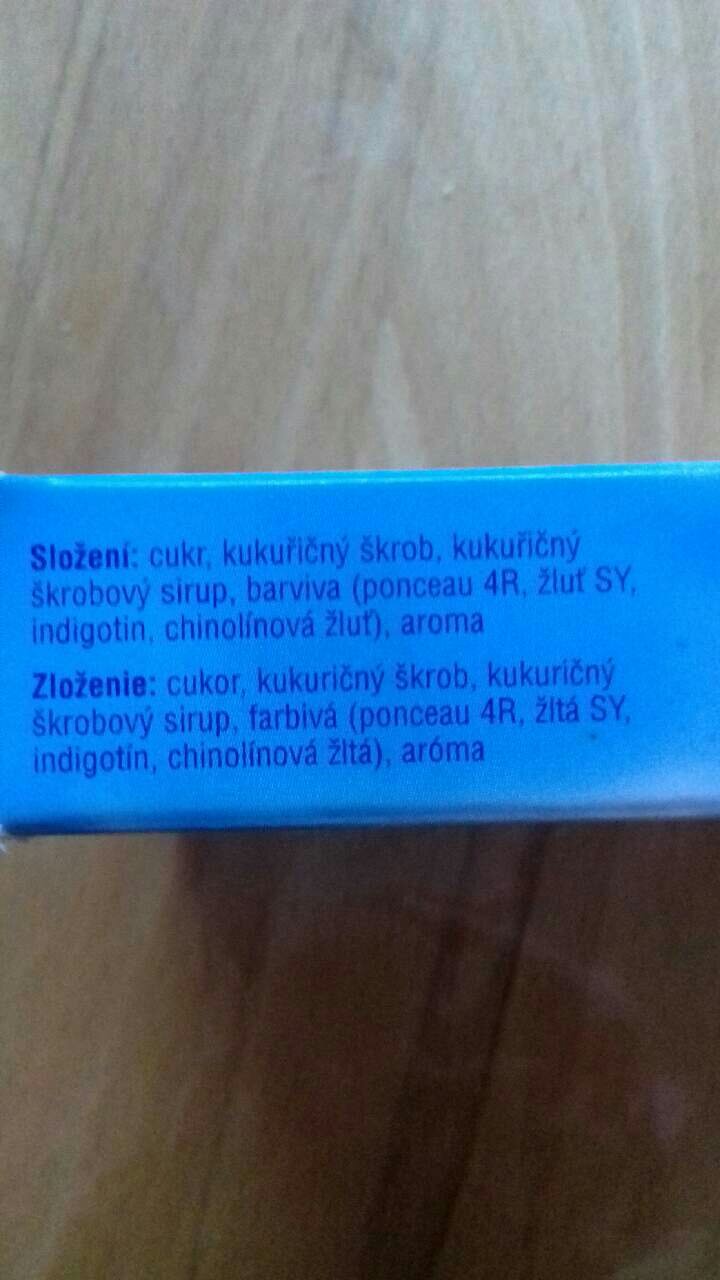 Složení: cukr, kukuřičný škrob, kukuřičný
škrobový sirup, barviva (ponceau 4R, žluť SY,
indigotin, chinolínová žluť), aroma
Zloženie: cukor, kukuričný škrob, kukuričný
škrobový sirup, farbivá (ponceau 4R, žltá SY,
indigotín, chinolínová žltá), aróma